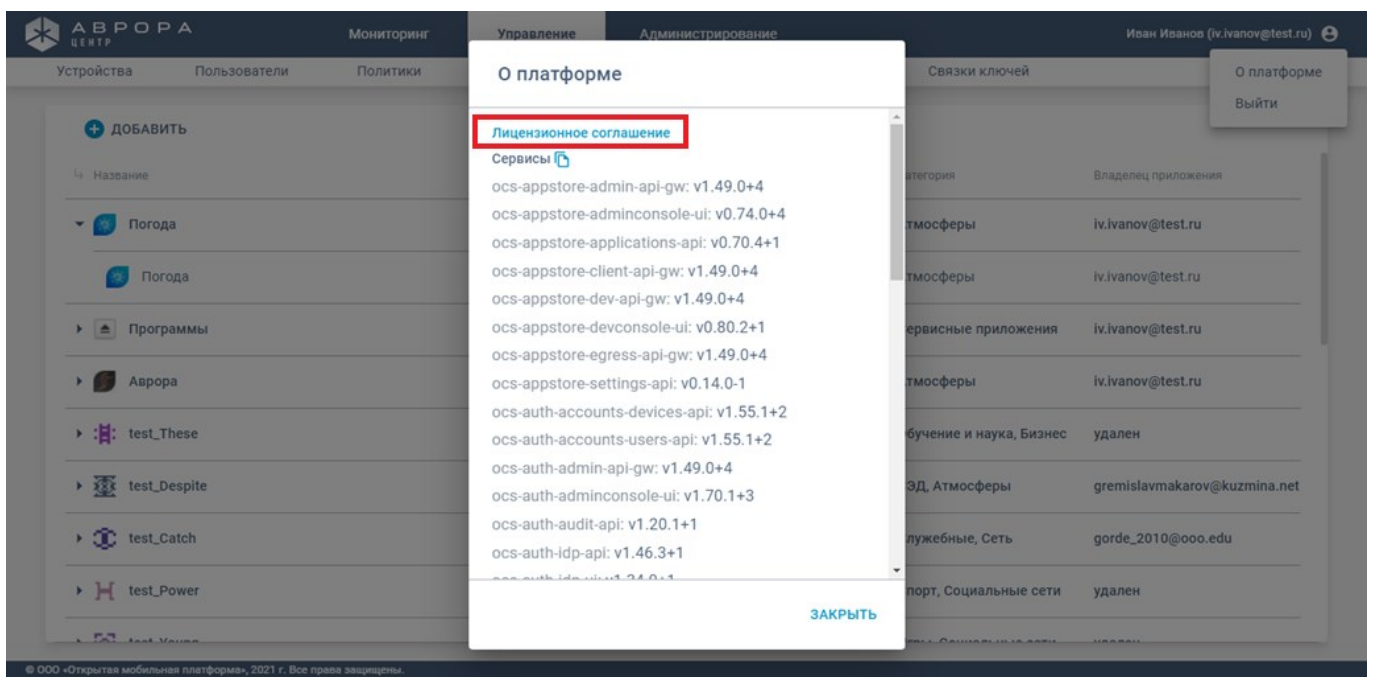 АВРОРА
ЦЕНТР
Мониторинг
Управление
Администрирование
Иван Иванов (iv.ivanov@test.ru)
Устройства
Пользователи
Политики
Связки ключей
О платформе
Выйти
О платформе
Лицензионное соглашение
Сервисы
ocs-appstore-admin-api-gw: v1.49.0+4
ocs-appstore-adminconsole-ui: v0.74.0+4
ocs-appstore-applications-api: v0.70.4+1
ocs-appstore-client-api-gw: v1.49.0+4
ocs-appstore-dev-api-gw: v1.49.0+4
ocs-appstore-devconsole-ui: v0.80.2+1
ocs-appstore-egress-api-gw: v1.49.0+4
ocs-appstore-settings-api: v0.14.0-1
ocs-auth-accounts-devices-api: v1.55.1+2
ocs-auth-accounts-users-api: v1.55.1+2
ocs-auth-admin-api-gw: v1.49.0+4
ocs-auth-adminconsole-ui: v1.70.1+3
ocs-auth-audit-api: v1.20.1+1
ocs-auth-idp-api: v1.46.3+1
ЗАКРЫТЬ
ДОБАВИТЬ
Название
атегория
Владелец приложения
Погода
тмосферы
iv.ivanov@test.ru
Погода
тмосферы
iv.ivanov@test.ru
Программы
ервисные приложения
iv.ivanov@test.ru
Аврора
тмосферы
iv.ivanov@test.ru
test_These
бучение и наука, Бизнес
удален
test_Despite
ЭД, Атмосферы
gremislavmakarov@kuzmina.net
test_Catch
лужебные, Сеть
gorde_2010@ooo.edu
test_Power
порт, Социальные сети
удален
© ООО «Открытая мобильная платформа», 2021 г. Все права защищены.